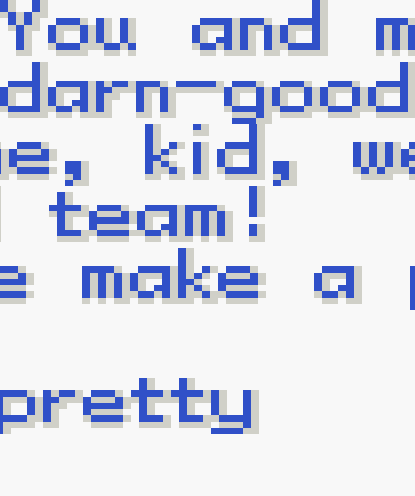 You and m
darn-good
e, kid, we
team!
e make a p
pretty